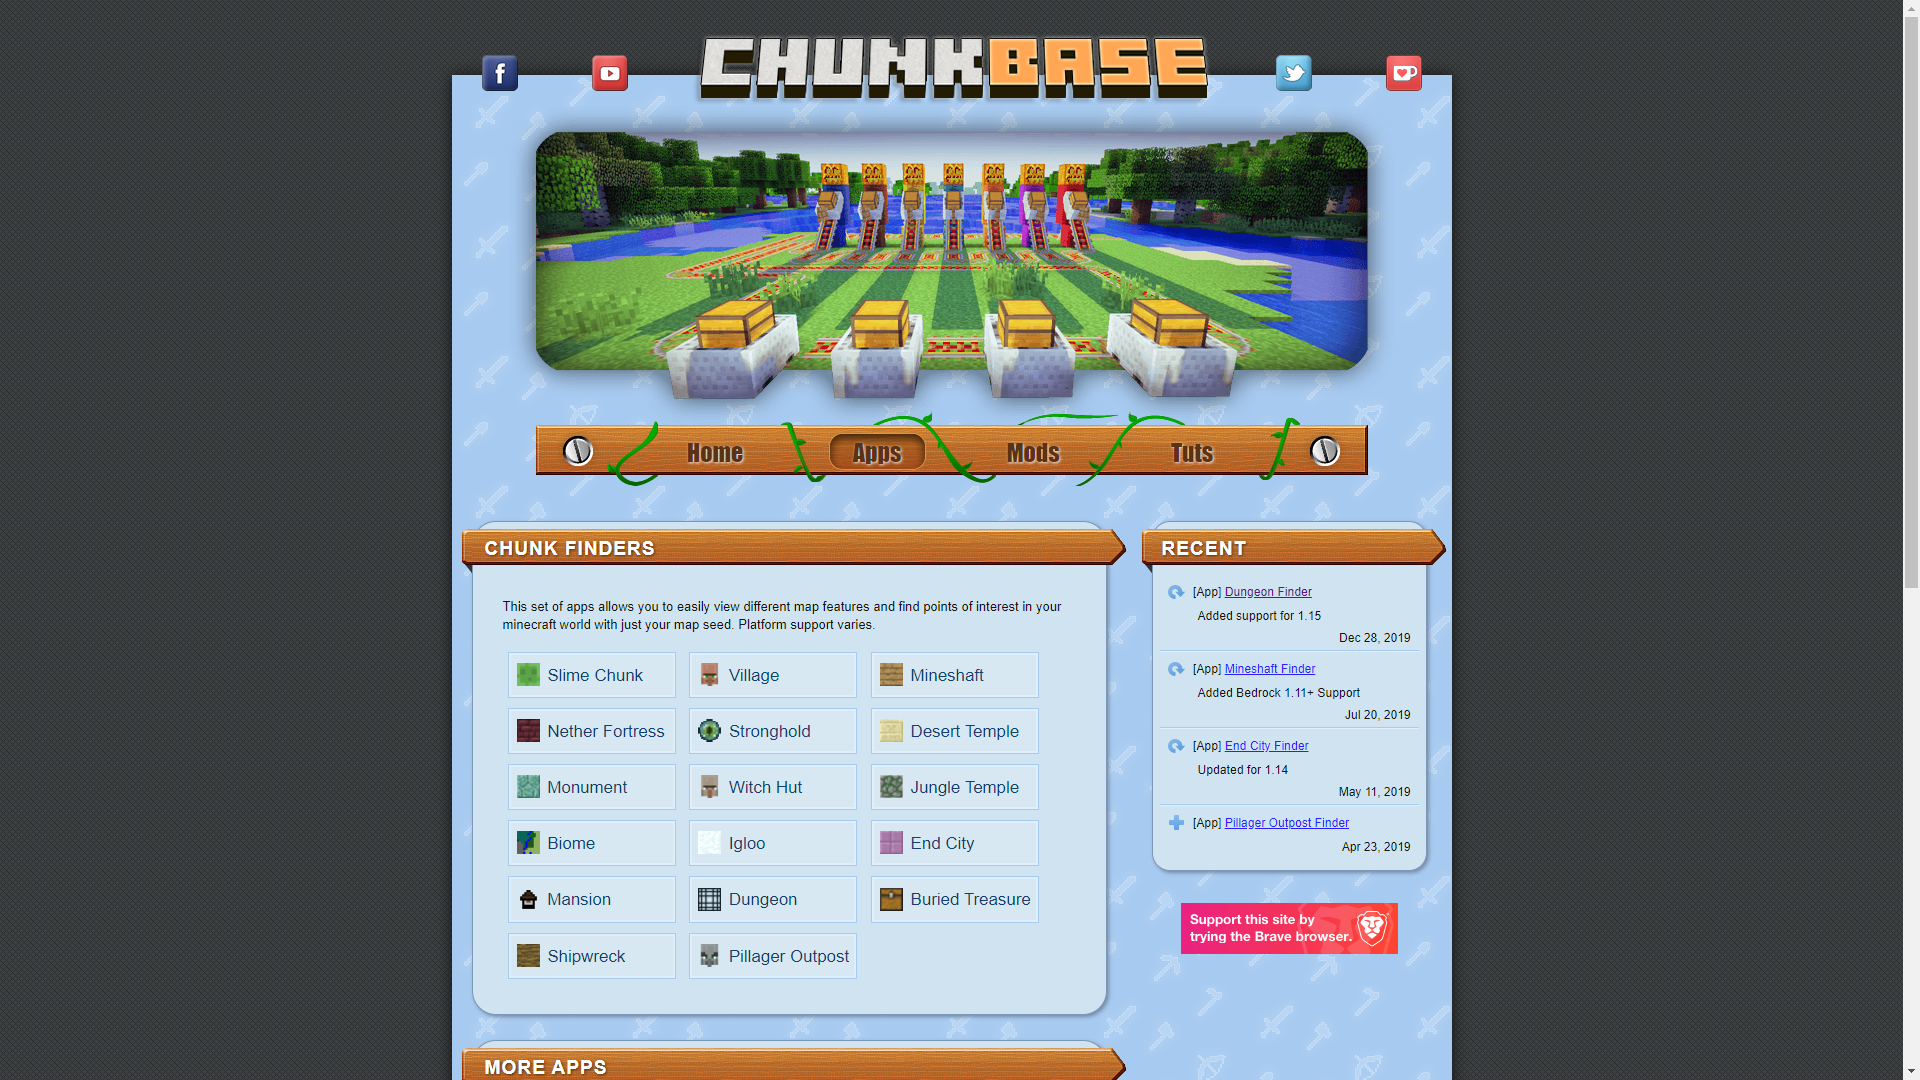 CHUNKBASE
Home Apps Mods Tuts
CHUNK FINDERS
This set of apps allows you to easily view different map features and find points of interest in your
minecraft world with just your map seed. Platform support varies.
Slime Chunk
Village
Mineshaft
Nether Fortress
Stronghold
Desert Temple
Monument
Witch Hut
Jungle Temple
Biome
Igloo
End City
Mansion
Dungeon
Buried Treasure
Shipwreck
Pillager Outpost
MORE APPS
RECENT
[App] Dungeon Finder
Added support for 1.15
Dec 28, 2019
[App] Mineshaft Finder
Added Bedrock 1.11+ Support
Jul 20, 2019
[App] End City Finder
Updated for 1.14
May 11, 2019
[App] Pillager Outpost Finder
Apr 23, 2019
Support this site by
trying the Brave browser.